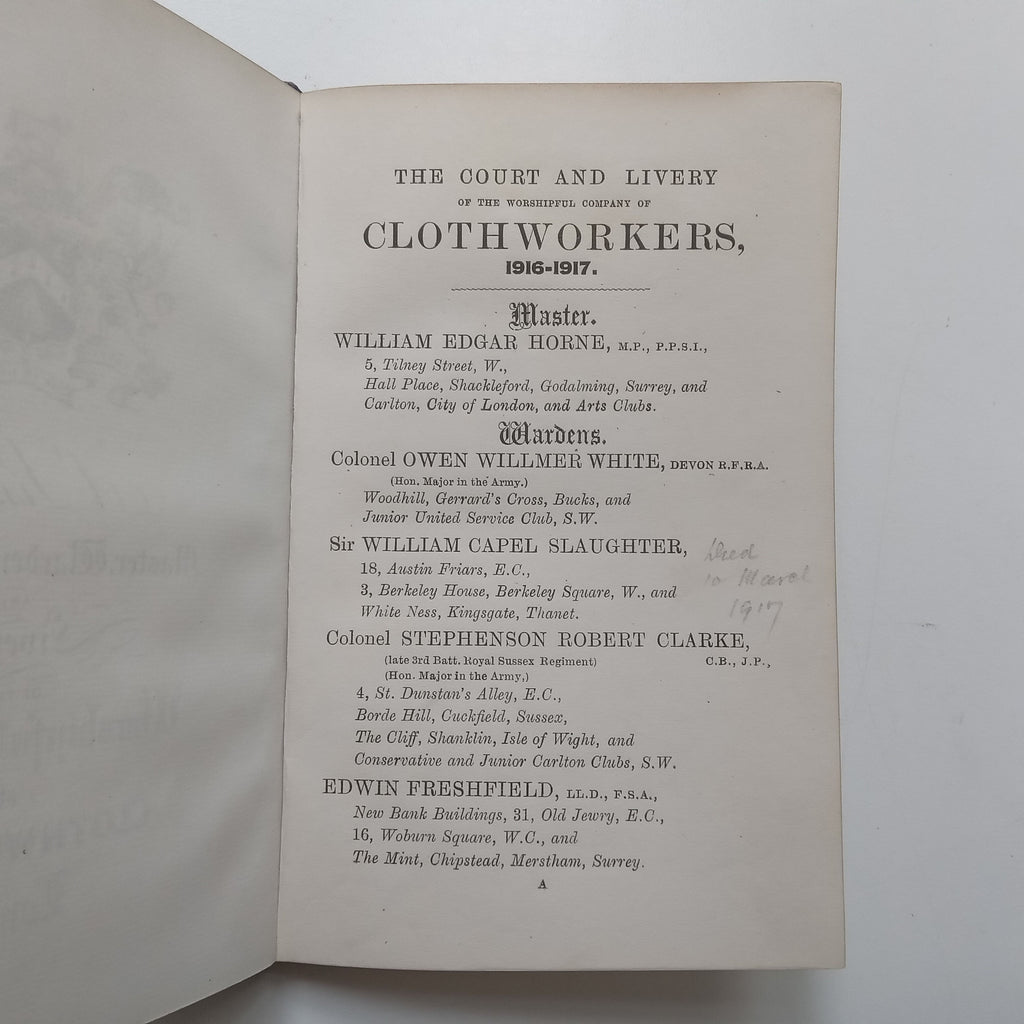 THE COURT AND LIVERY
OF THE WORSHIPFUL COMPANY OF
CLOTHWORKERS,
1916-1917.
Master.
WILLIAM EDGAR HORNE, M.P., P.P.S.I.,
5, Tilney Street, W.,
Hall Place, Shackleford, Godalming, Surrey, and
Carlton, City of London, and Arts Clubs.
Wardens.
Colonel OWEN WILLMER WHITE, DEVON R.F.R.A.
(Hon. Major in the Army.)
Woodhill, Gerrard's Cross, Bucks, and
Junior United Service Club, S.W.
Sir WILLIAM CAPEL SLAUGHTER,
18, Austin Friars, E.C.,
3, Berkeley House, Berkeley Square, W., and
White Ness, Kingsgate, Thanet.
Died
10 March
1917
Colonel STEPHENSON ROBERT CLARKE,
(late 3rd Batt. Royal Sussex Regiment) C.B., J.P.,
(Hon. Major in the Army,)
4, St. Dunstan's Alley, E.C.,
Borde Hill, Cuckfield, Sussex,
The Cliff, Shanklin, Isle of Wight, and
Conservative and Junior Carlton Clubs, S.W.
EDWIN FRESHFIELD, LL.D., F.S.A.,
New Bank Buildings, 31, Old Jewry, E.C.,
16, Woburn Square, W.C., and
The Mint, Chipstead, Merstham, Surrey.
A